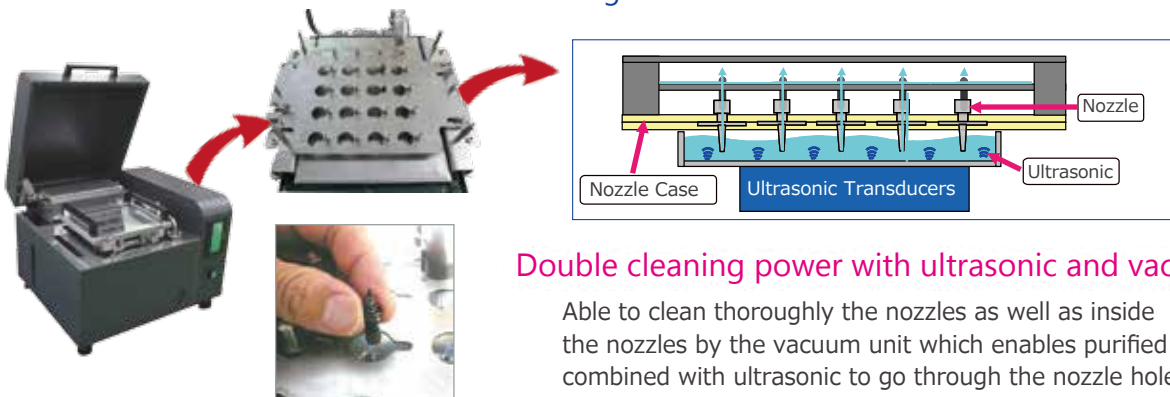 Nozzle
Ultrasonic
Nozzle Case
Ultrasonic Transducers
Double cleaning power with ultrasonic and
Able to clean thoroughly the nozzles as well as inside
the nozzles by the vacuum unit which enables purified
combined with ultrasonic to go through the nozzle